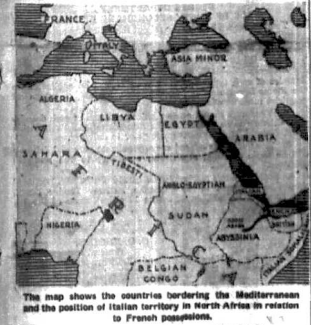 FRANCE
ITALY
ASIA MINOR
ALGERIA
LIBYA
EGYPT
ARABIA
SAHARA
TIBESTI
AFRICA
ANGLO-EGYPTIAN
SUDAN
NIGERIA
ABYSSINIA
BELGIAN
CONGO
The map shows the countries bordering the Mediterranean
and the position of Italian territory in North Africa in relation
to French possessions.